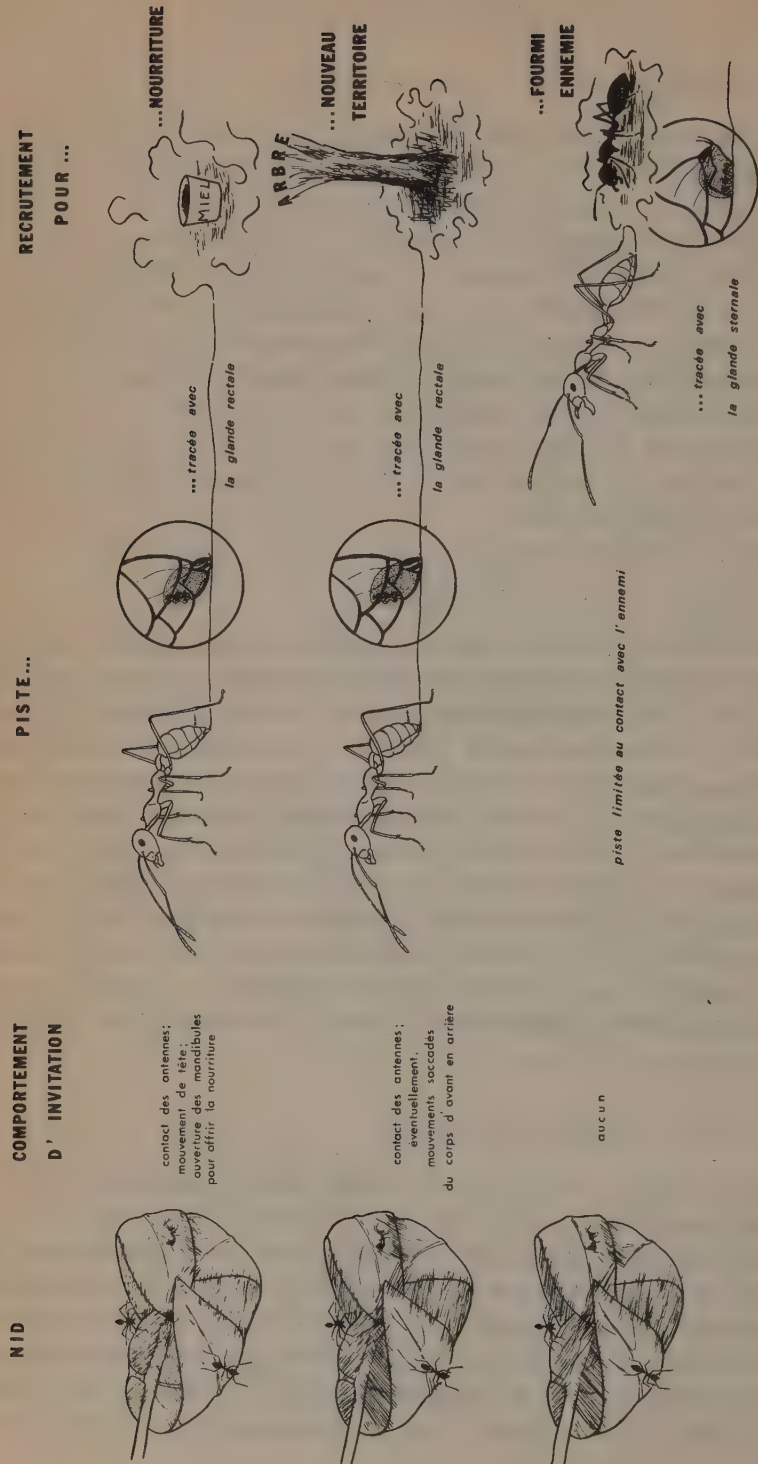 NID
COMPORTEMENT
D' INVITATION
PISTE...
RECRUTEMENT
POUR ...
contact des antennes;
mouvement de tête;
ouverture des mandibules
pour offrir la nourriture
...tracée avec
la glande rectale
MIEL
...NOURRITURE
contact des antennes;
éventuellement,
mouvements saccadés
du corps d'avant en arrière
...tracée avec
la glande rectale
ARBRE
...NOUVEAU
TERRITOIRE
aucun
piste limitée au contact avec l'ennemi
...tracée avec
la glande sternale
...FOURMI
ENNEMIE